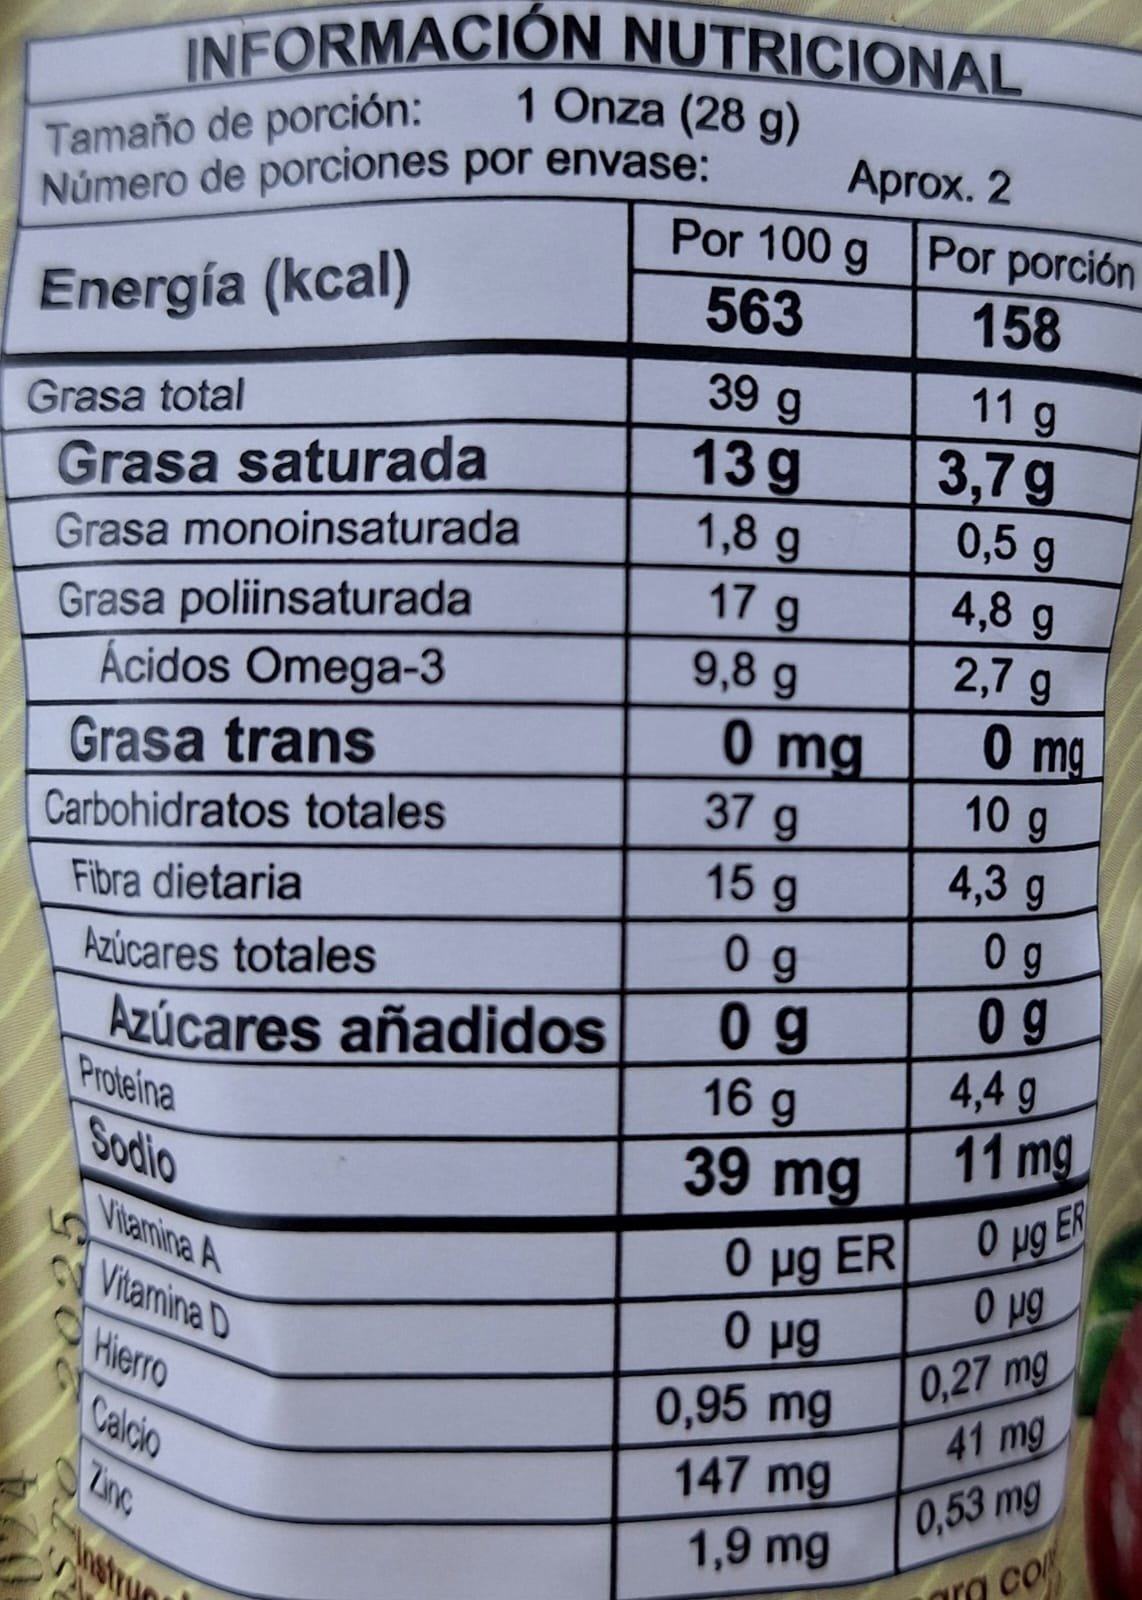 INFORMACIÓN NUTRICIONAL
Tamaño de porción: 1 Onza (28 g)
Número de porciones por envase: Aprox. 2
Energía (kcal) Por 100 g Por porción
563 158
Grasa total 39 g 11 g
Grasa saturada 13 g 3,7 g
Grasa monoinsaturada 1,8 g 0,5 g
Grasa poliinsaturada 17 g 4,8 g
Ácidos Omega-3 9,8 g 2,7 g
Grasa trans 0 mg 0 mg
Carbohidratos totales 37 g 10 g
Fibra dietaria 15 g 4,3 g
Azúcares totales 0 g 0 g
Azúcares añadidos 0 g 0 g
Proteína 16 g 4,4 g
Sodio 39 mg 11 mg
Vitamina A 0 µg ER 0 µg ER
Vitamina D 0 µg 0 µg
Hierro 0,95 mg 0,27 mg
Calcio 147 mg 41 mg
Zinc 1,9 mg 0,53 mg
2025